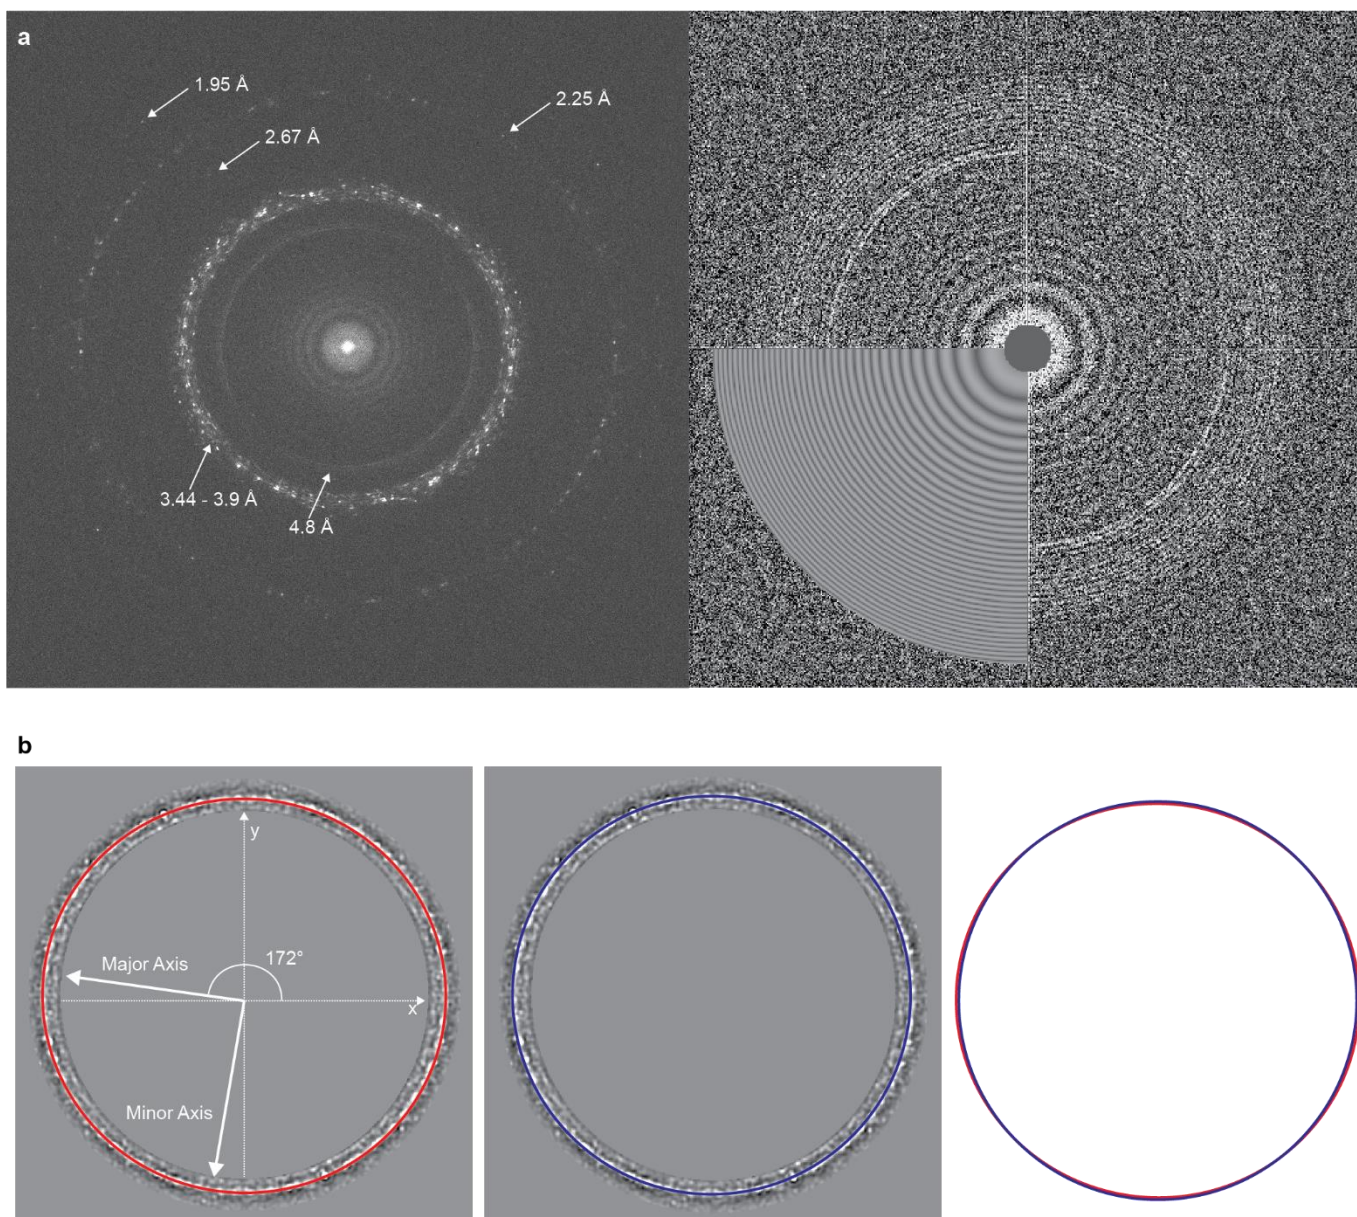 a
1.95 Å
2.25 Å
2.67 Å
3.44 - 3.9 Å
4.8 Å
b
y
172°
Major Axis
x
Minor Axis